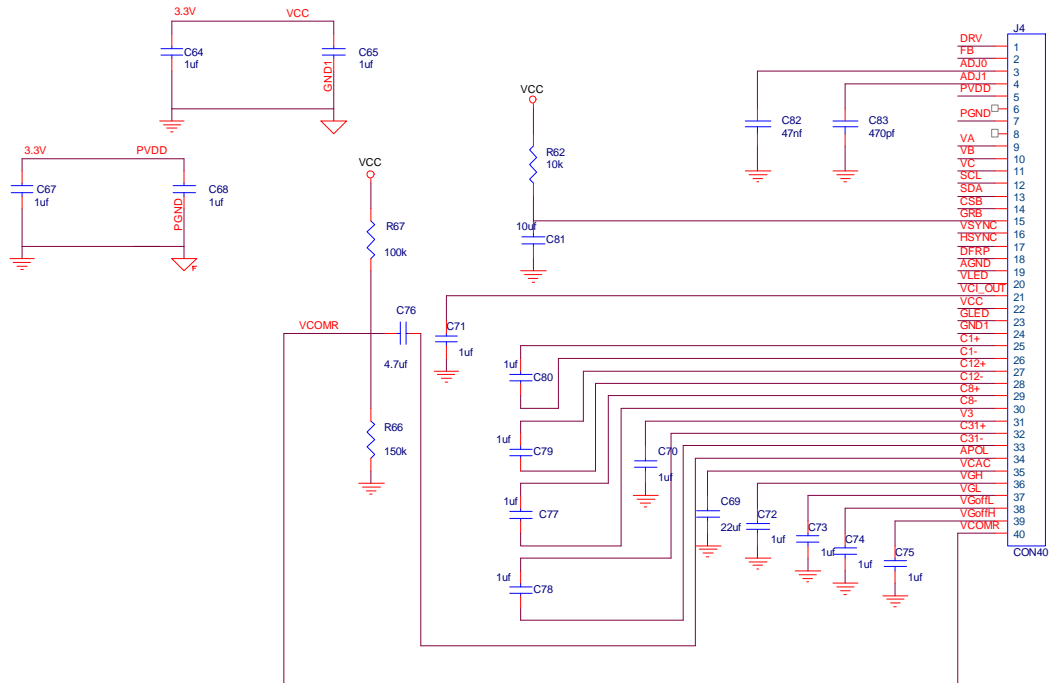 3.3V VCC
C64
1uf
C65
1uf
GND1
3.3V PVDD
C67
1uf
C68
1uf
PGND
F
VCC
R67
100k
VCOMR
C76
4.7uf
R66
150k
C71
1uf
VCC
R62
10k
10uf
C81
C82
47nf
C83
470pf
1uf
C80
1uf
C79
1uf
C77
1uf
C78
C70
1uf
C69
22uf
C72
1uf
C73
1uf
C74
1uf
C75
1uf
J4
DRV 1
FB 2
ADJ0 3
ADJ1 4
PVDD 5
6
PGND 7
8
VA 9
VB 10
VC 11
SCL 12
SDA 13
CSB 14
GRB 15
VSYNC 16
HSYNC 17
DFRP 18
AGND 19
VLED 20
VCI_OUT 21
VCC 22
GLED 23
GND1 24
C1+ 25
C1- 26
C12+ 27
C12- 28
C8+ 29
C8- 30
V3 31
C31+ 32
C31- 33
APOL 34
VCAC 35
VGH 36
VGL 37
VGoffL 38
VGoffH 39
VCOMR 40
CON40